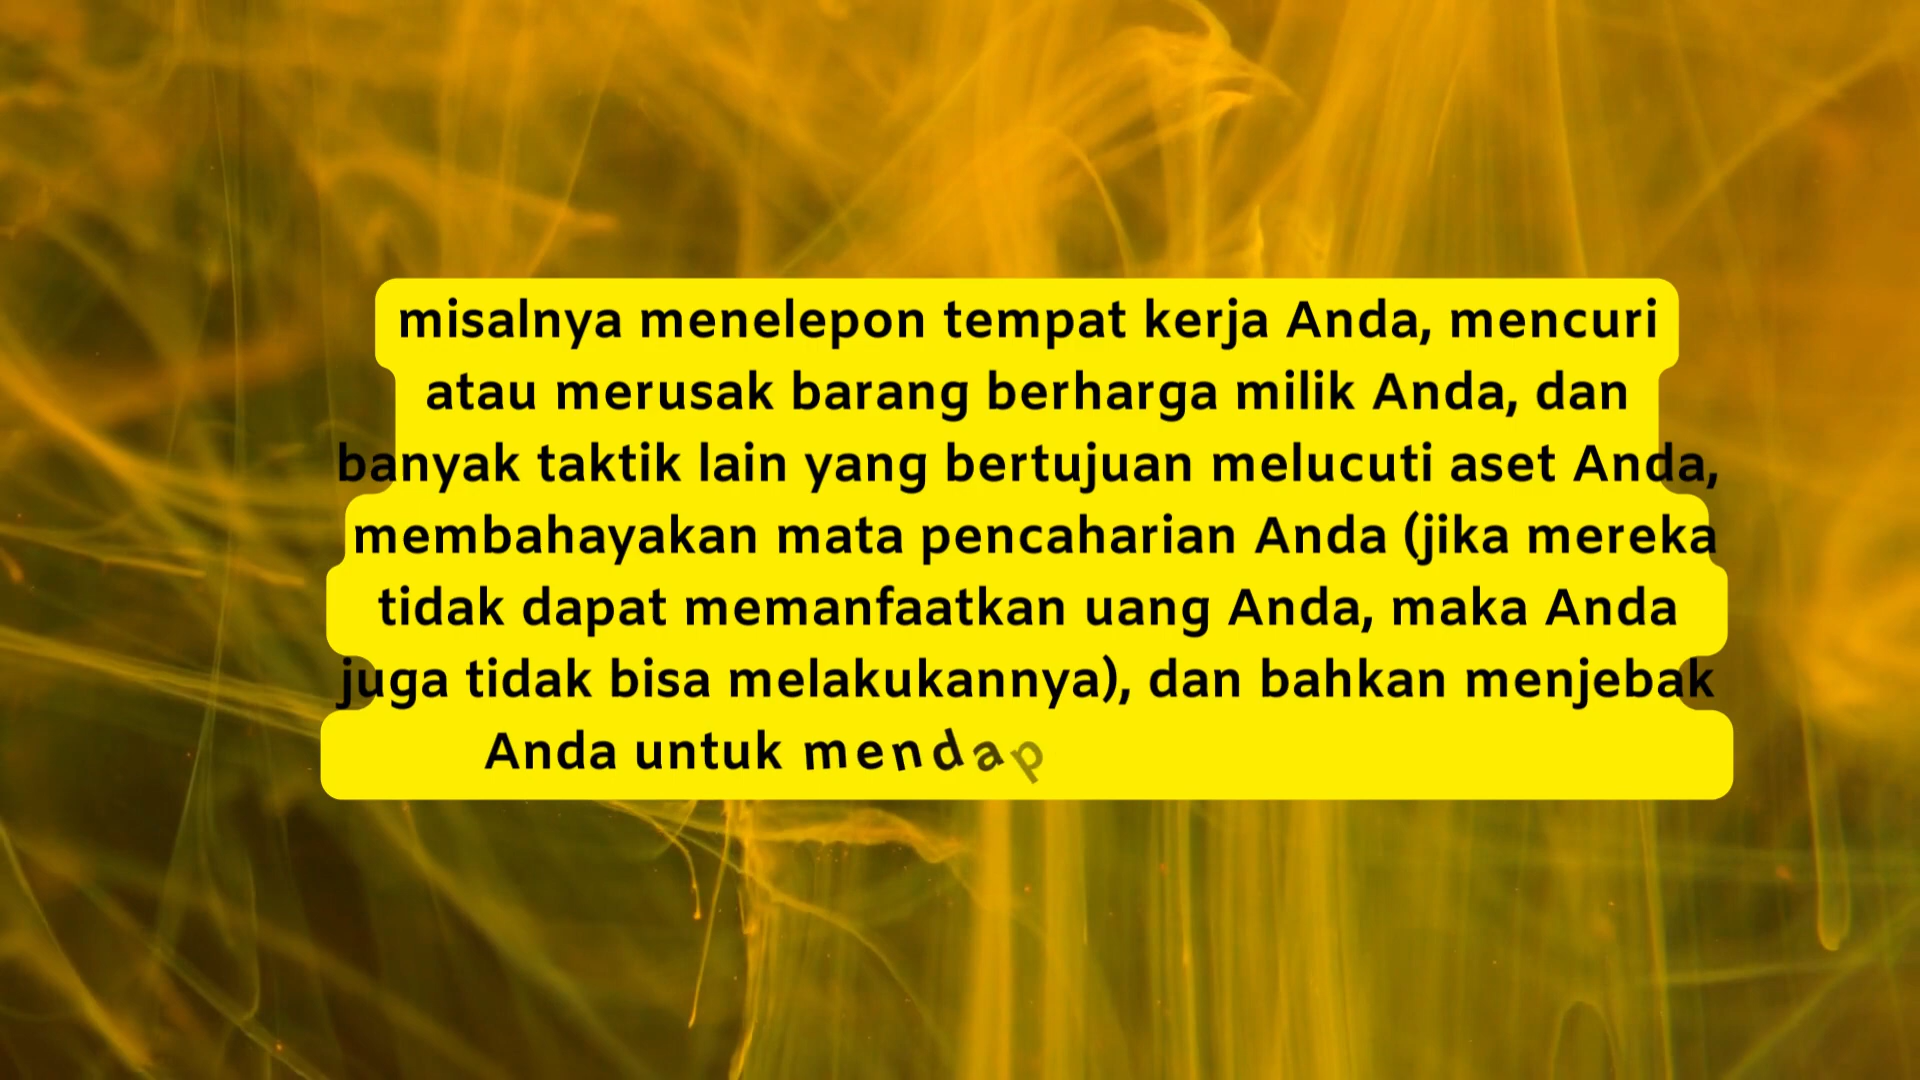 misalnya menelepon tempat kerja Anda, mencuri
atau merusak barang berharga milik Anda, dan
banyak taktik lain yang bertujuan melucuti aset Anda,
membahayakan mata pencaharian Anda (jika mereka
tidak dapat memanfaatkan uang Anda, maka Anda
juga tidak bisa melakukannya), dan bahkan menjebak
Anda untuk mendap